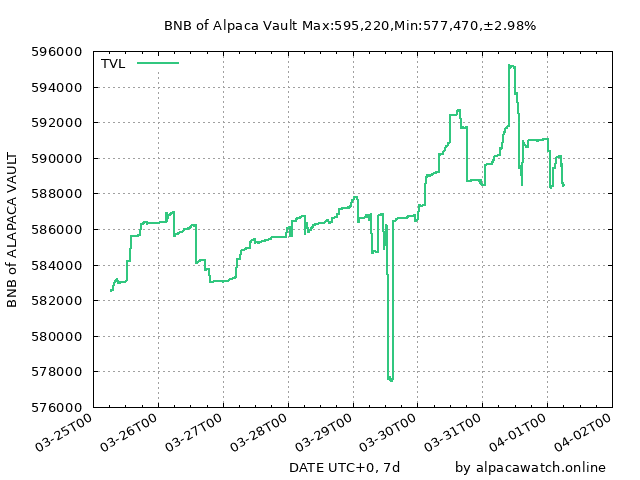 BNB of Alpaca Vault Max:595,220,Min:577,470,±2.98%
TVL
BNB of ALAPACA VAULT
596000
594000
592000
590000
588000
586000
584000
582000
580000
578000
576000
03-25T00
03-26T00
03-27T00
03-28T00
03-29T00
03-30T00
03-31T00
04-01T00
04-02T00
DATE UTC+0, 7d
by alpacawatch.online